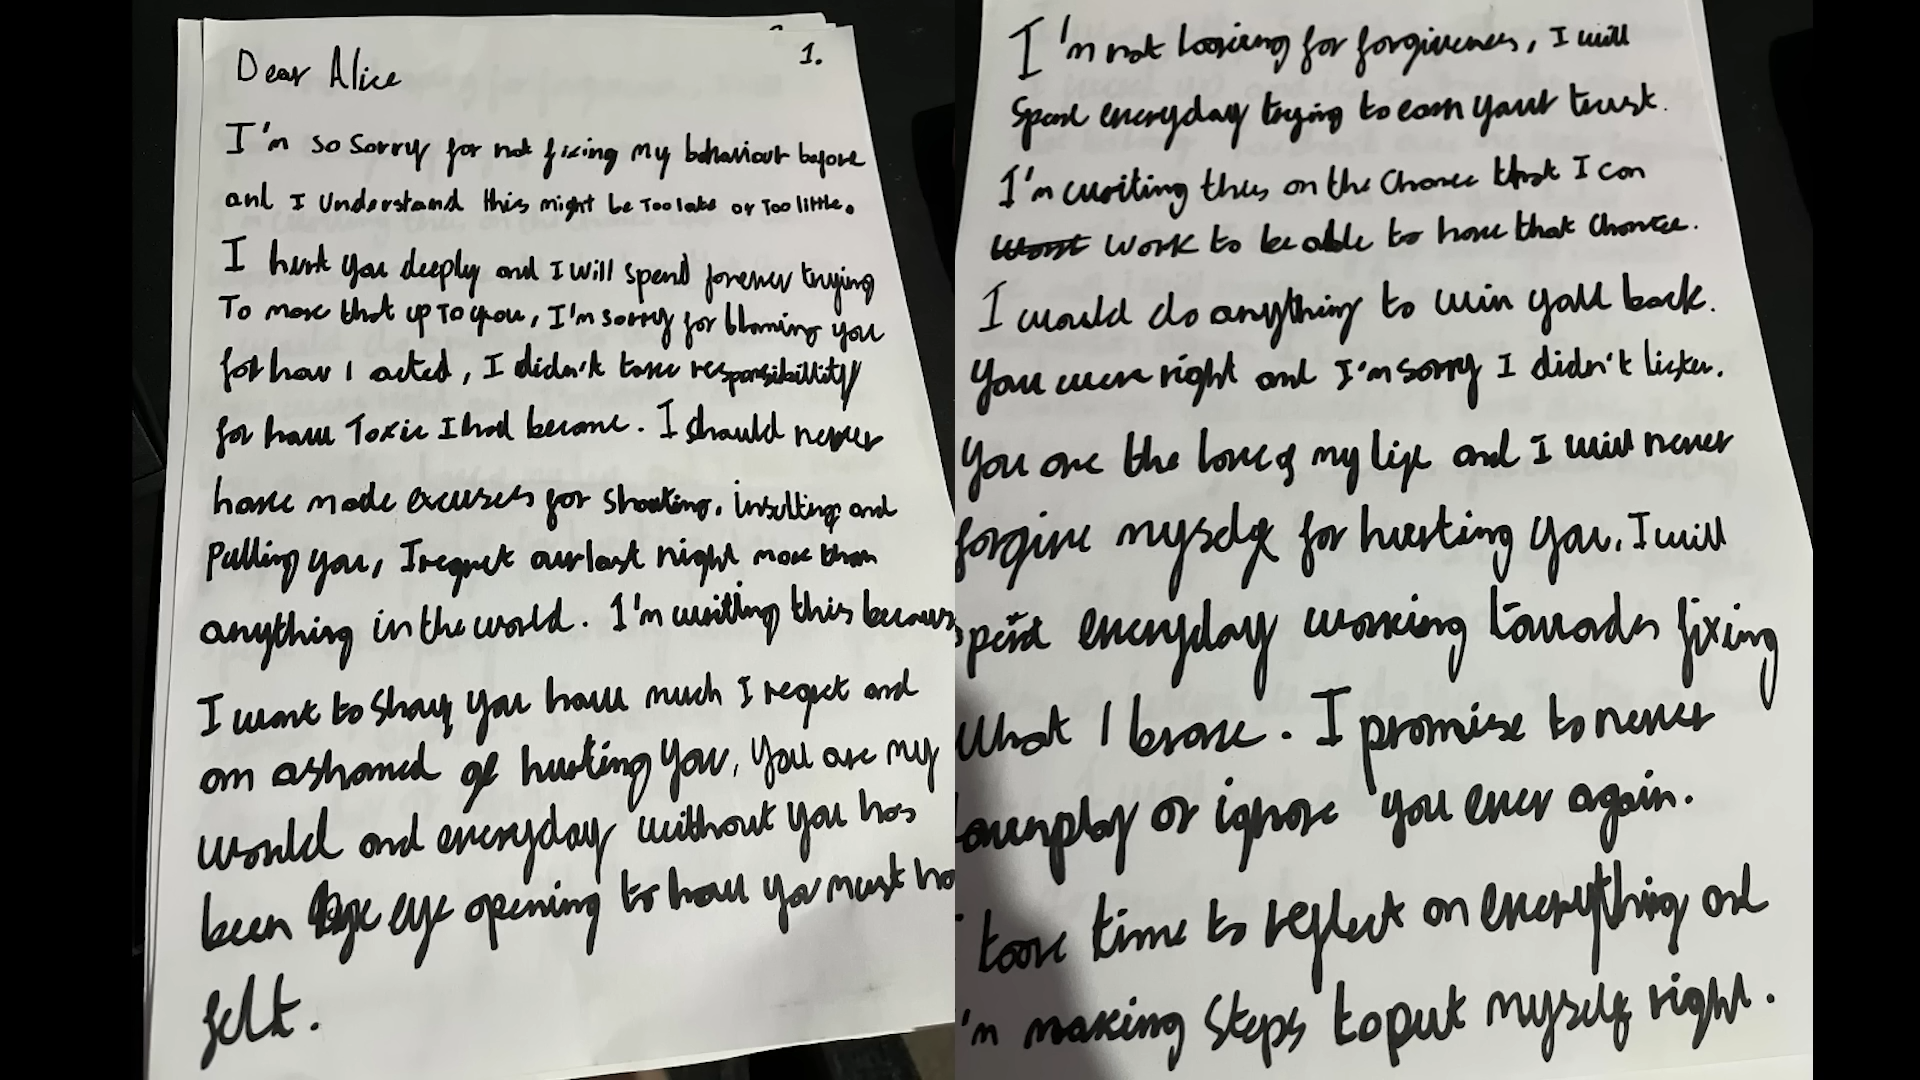 1.
Dear Alice
I'm so sorry for not fixing my behaviour before
and I understand this might be too late or too little.
I hurt you deeply and I will spend forever trying
To make that up to you, I'm sorry for blaming you
for how I acted, I didn't take responsibillity
for how Toxic I had become. I should never
have made excuses for shouting, insulting and
Pulling you, I regret our last night more than
anything in the world. I'm writing this because
I want to show you how much I regret and
am ashamed of hurting you, you are my
world and everyday without you has
been eye opening to how you must ha
felt.
I'm not looking for forgiveness, I will
Spend everyday trying to earn your trust.
I'm writing this on the chance that I can
work to be able to have that chance.
I would do anything to win you back.
You were right and I'm sorry I didn't listen.
You are the love of my life and I will never
forgive myself for hurting you. I will
spend everyday working towards fixing
What I broke. I promise to never
ownplay or ignore you ever again.
took time to reflect on everything and
'm making steps to put myself right.